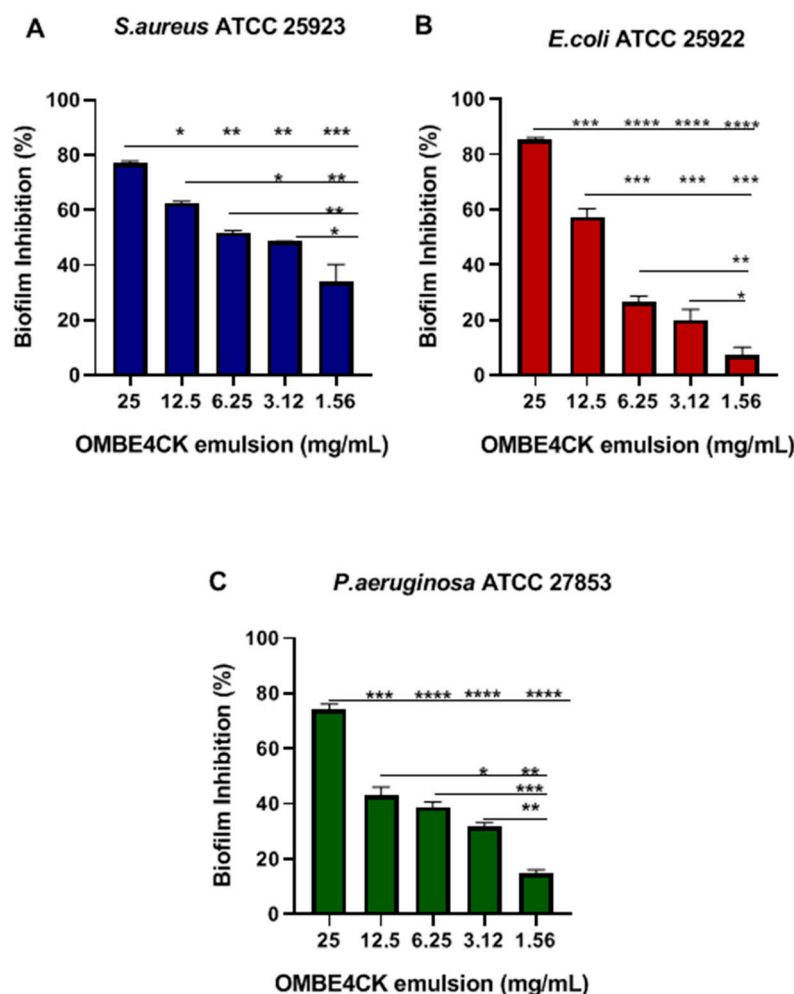 A
S.aureus ATCC 25923
Biofilm Inhibition (%)
100
80
60
40
20
0
* ** ** ***
* **
**
*
25 12.5 6.25 3.12 1.56
OMBE4CK emulsion (mg/mL)
B
E.coli ATCC 25922
Biofilm Inhibition (%)
100
80
60
40
20
0
*** **** **** ****
*** *** ***
**
*
25 12,5 6.25 3,12 1,56
OMBE4CK emulsion (mg/mL)
C
P.aeruginosa ATCC 27853
Biofilm Inhibition (%)
100
80
60
40
20
0
*** **** **** ****
* **
***
**
25 12.5 6.25 3.12 1.56
OMBE4CK emulsion (mg/mL)